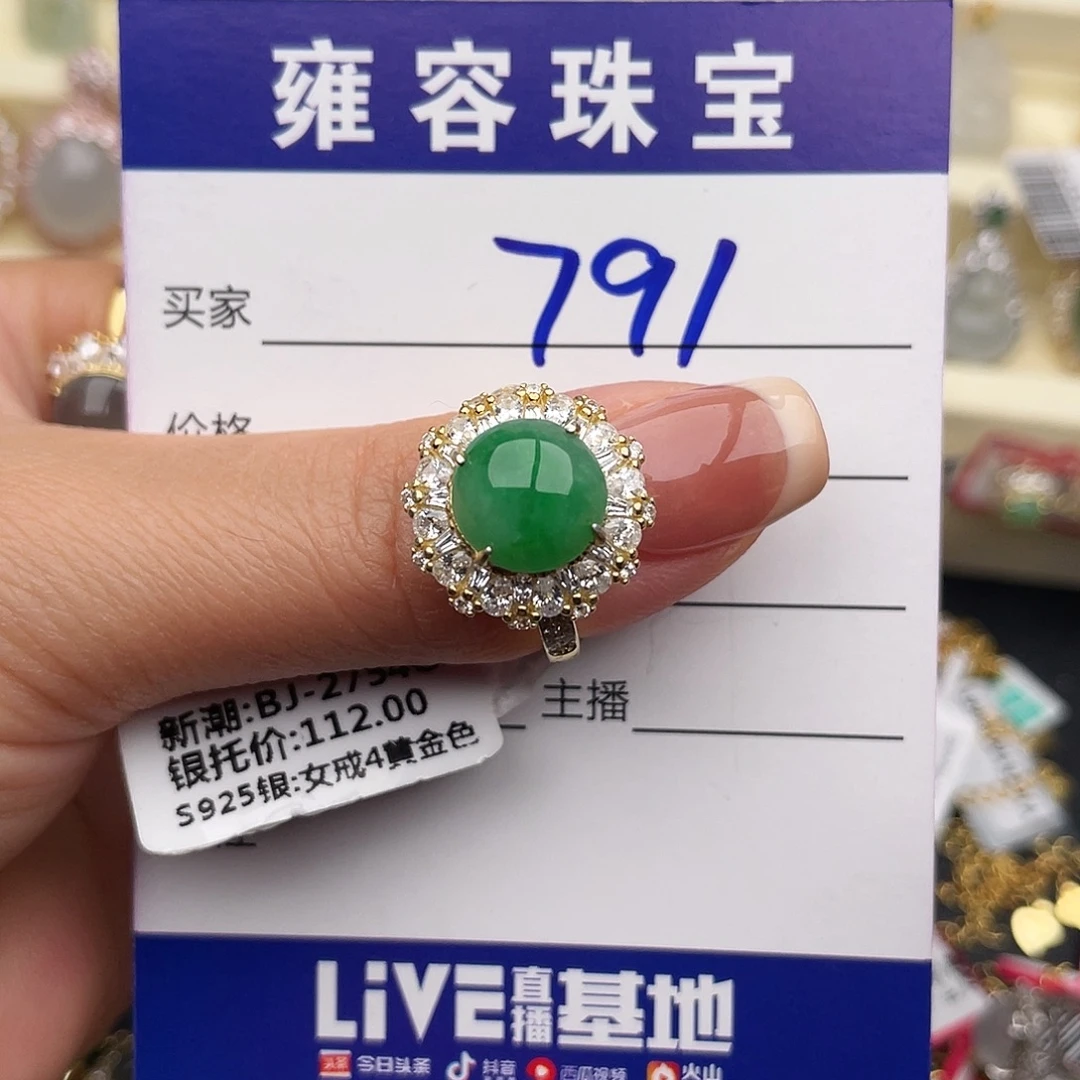 雍容珠宝
买家 791
价格
主播
新潮:BJ-2754
银托价:112.00
S925银:女戒4黄金色
LiVE直播基地
头条 今日头条 抖音 西瓜视频 火山